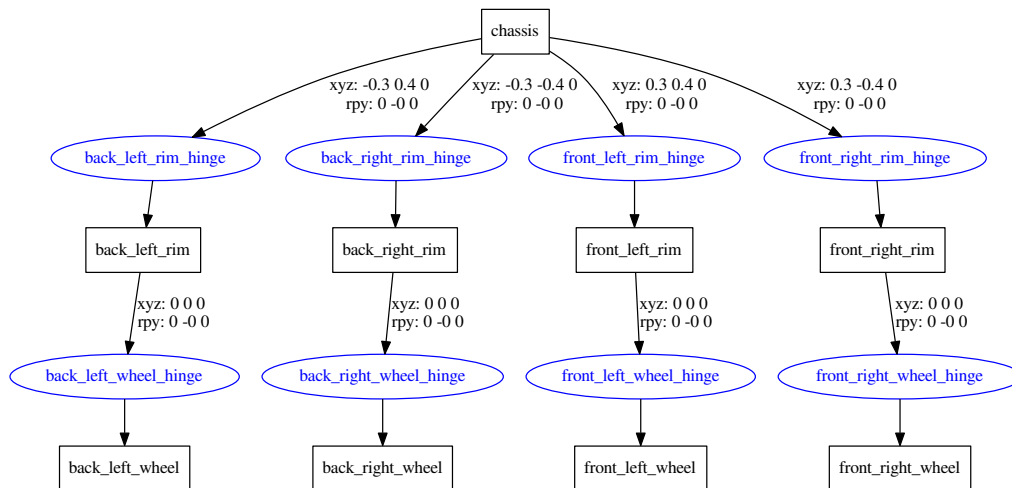 chassis
xyz: -0.3 0.4 0
rpy: 0 -0 0
xyz: -0.3 -0.4 0
rpy: 0 -0 0
xyz: 0.3 0.4 0
rpy: 0 -0 0
xyz: 0.3 -0.4 0
rpy: 0 -0 0
back_left_rim_hinge
back_right_rim_hinge
front_left_rim_hinge
front_right_rim_hinge
back_left_rim
back_right_rim
front_left_rim
front_right_rim
xyz: 0 0 0
rpy: 0 -0 0
xyz: 0 0 0
rpy: 0 -0 0
xyz: 0 0 0
rpy: 0 -0 0
xyz: 0 0 0
rpy: 0 -0 0
back_left_wheel_hinge
back_right_wheel_hinge
front_left_wheel_hinge
front_right_wheel_hinge
back_left_wheel
back_right_wheel
front_left_wheel
front_right_wheel